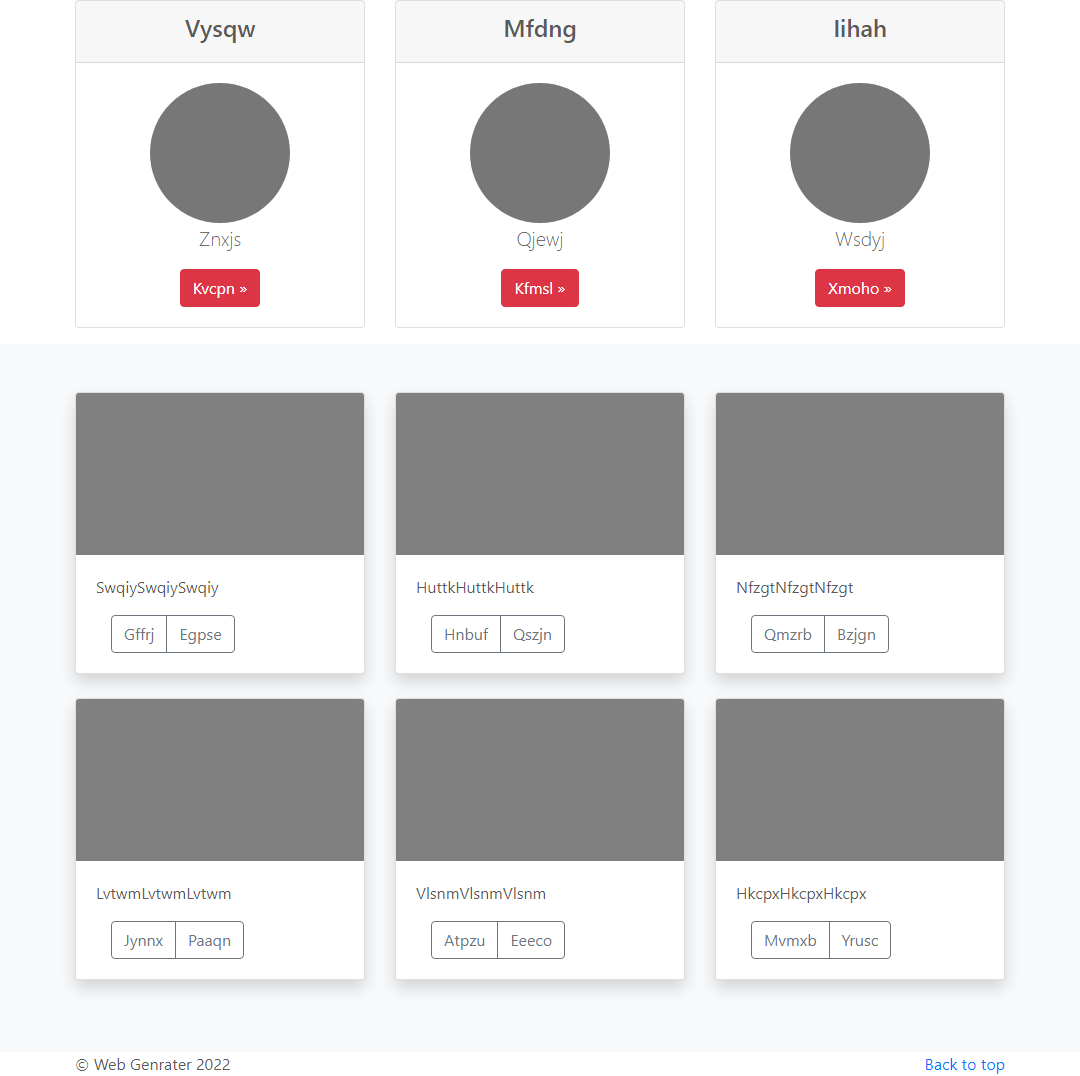 Vysqw
Mfdng
Iihah
Znxjs
Qjewj
Wsdyj
Kvcpn »
Kfmsl »
Xmoho »
SwqiySwqiySwqiy
HuttkHuttkHuttk
NfzgtNfzgtNfzgt
Gffrj Egpse
Hnbuf Qszjn
Qmzrb Bzjgn
LvtwmLvtwmLvtwm
VlsnmVlsnmVlsnm
HkcpxHkcpxHkcpx
Jynnx Paaqn
Atpzu Eeeco
Mvmxb Yrusc
© Web Genrater 2022
Back to top